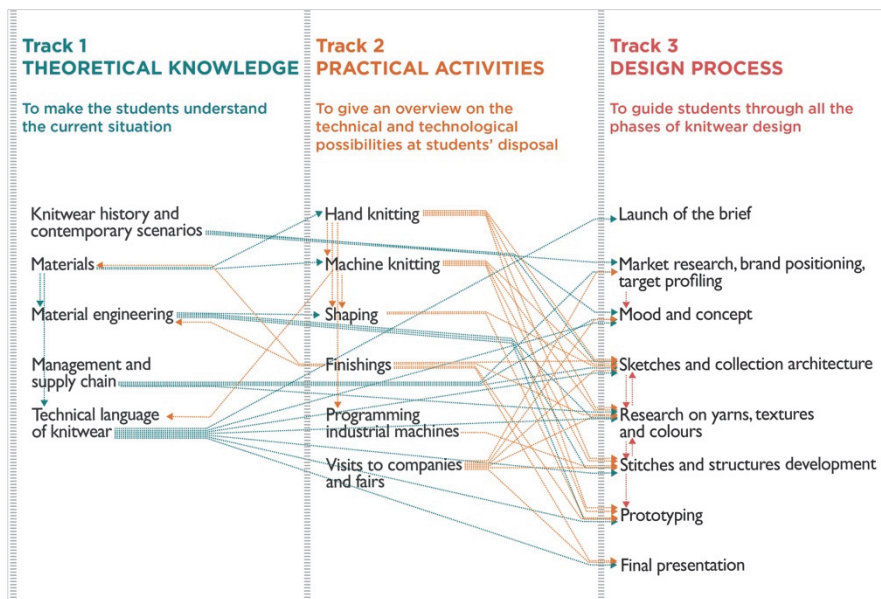 Track 1
THEORETICAL KNOWLEDGE
To make the students understand
the current situation
Knitwear history and
contemporary scenarios
Materials
Material engineering
Management and
supply chain
Technical language
of knitwear
Track 2
PRACTICAL ACTIVITIES
To give an overview on the
technical and technological
possibilities at students' disposal
Hand knitting
Machine knitting
Shaping
Finishings
Programming
industrial machines
Visits to companies
and fairs
Track 3
DESIGN PROCESS
To guide students through all the
phases of knitwear design
Launch of the brief
Market research, brand positioning,
target profiling
Mood and concept
Sketches and collection architecture
Research on yarns, textures
and colours
Stitches and structures development
Prototyping
Final presentation